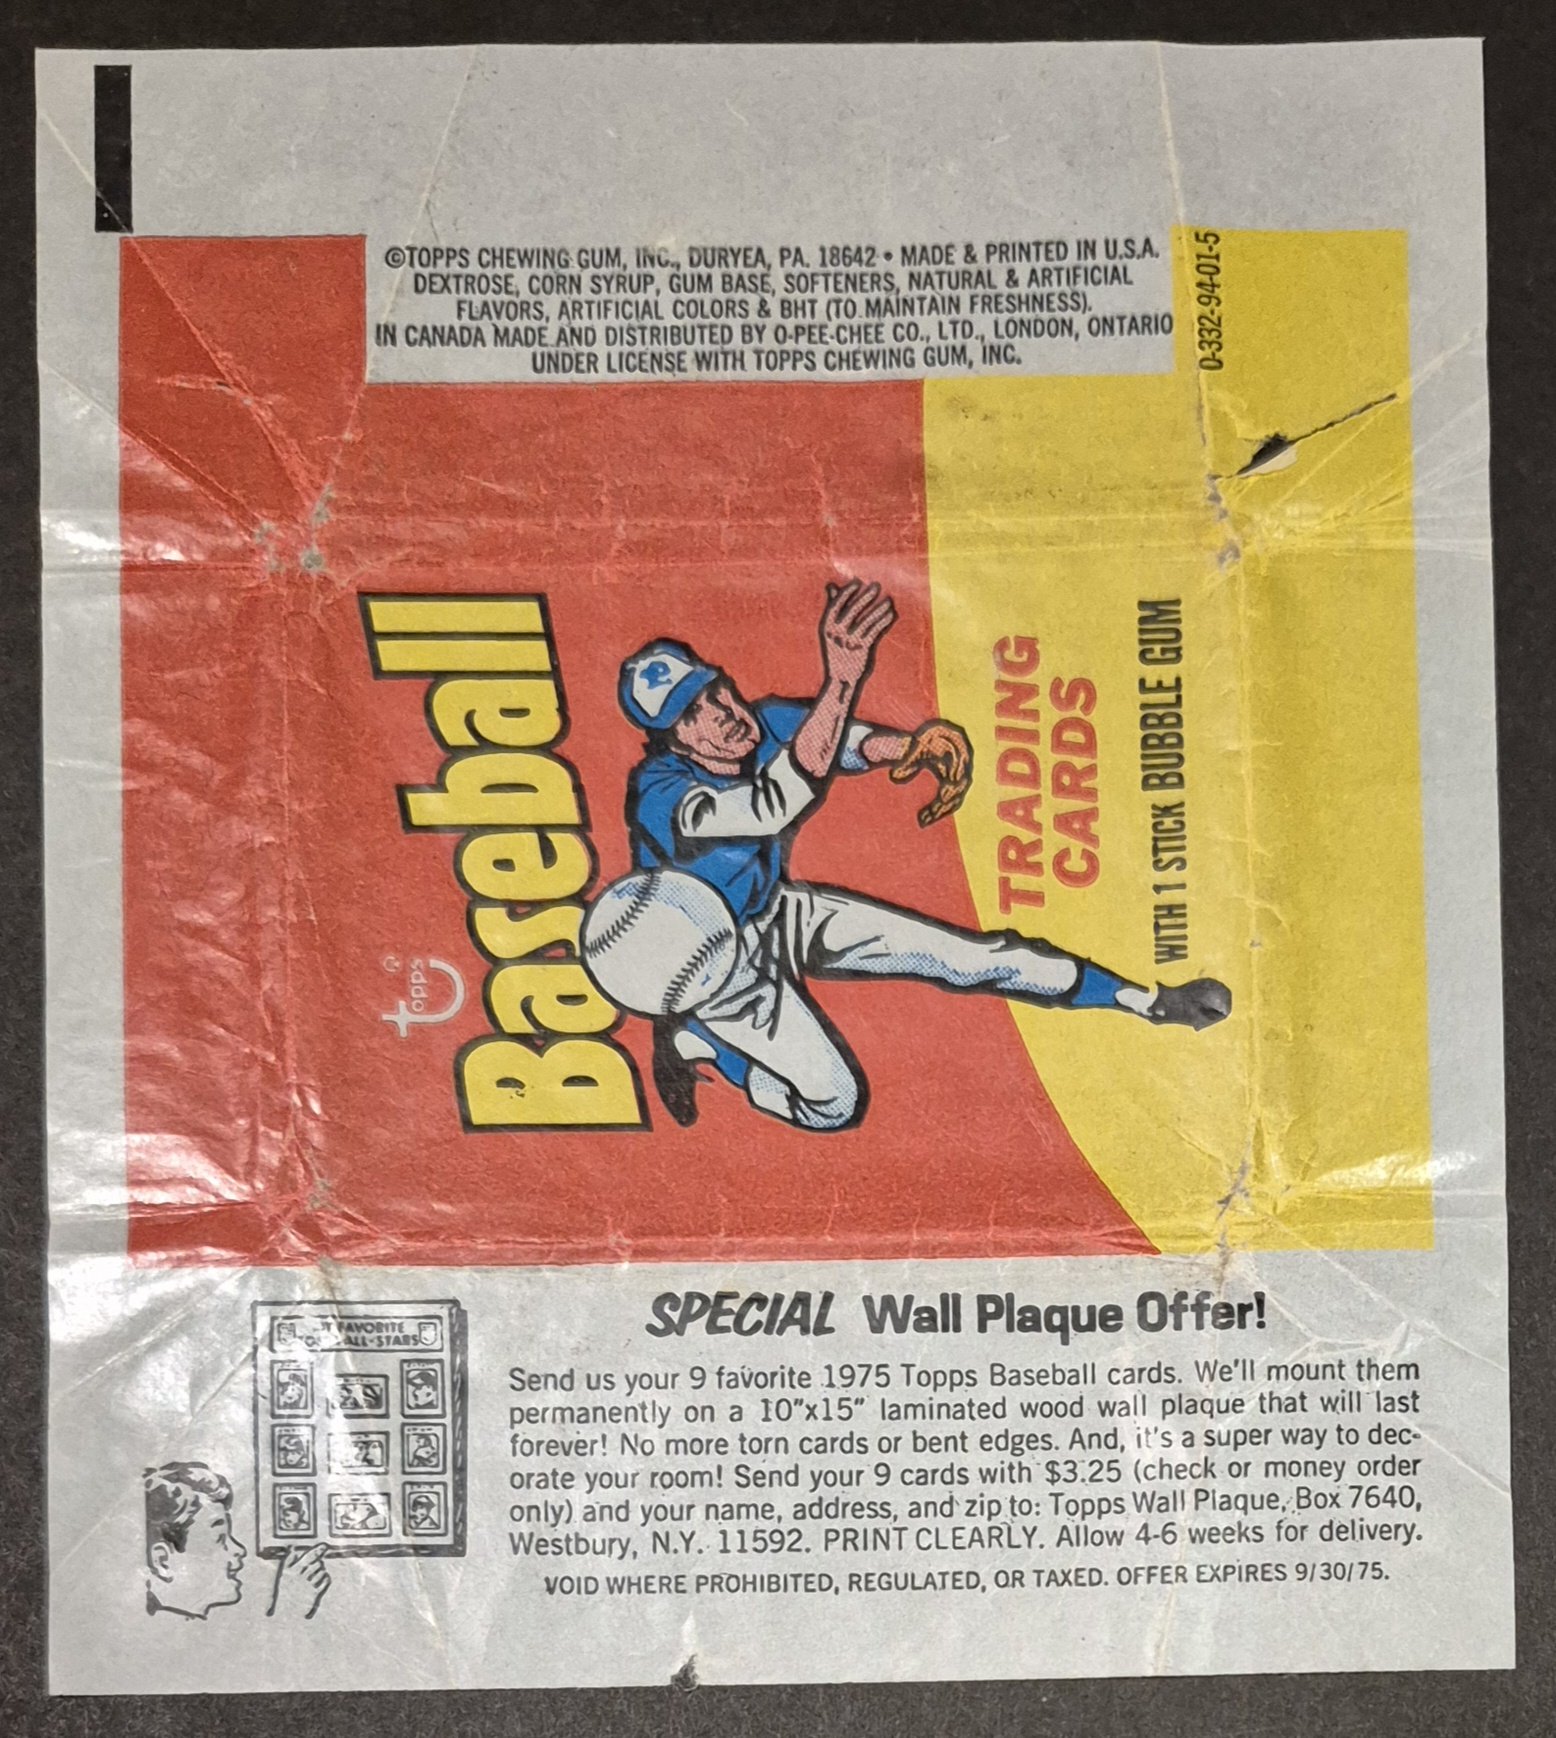 ©TOPPS CHEWING GUM, INC., DURYEA, PA. 18642 • MADE & PRINTED IN U.S.A.
DEXTROSE, CORN SYRUP, GUM BASE, SOFTENERS, NATURAL & ARTIFICIAL
FLAVORS, ARTIFICIAL COLORS & BHT (TO MAINTAIN FRESHNESS).
IN CANADA MADE AND DISTRIBUTED BY O-PEE-CHEE CO., LTD., LONDON, ONTARIO
UNDER LICENSE WITH TOPPS CHEWING GUM, INC.
0-332-94-01-5
topps
Baseball
TRADING
CARDS
WITH 1 STICK BUBBLE GUM
FAVORITE
ALL-STARS
SPECIAL Wall Plaque Offer!
Send us your 9 favorite 1975 Topps Baseball cards. We'll mount them
permanently on a 10"x15" laminated wood wall plaque that will last
forever! No more torn cards or bent edges. And, it's a super way to dec-
orate your room! Send your 9 cards with $3.25 (check or money order
only) and your name, address, and zip to: Topps Wall Plaque, Box 7640,
Westbury, N.Y. 11592. PRINT CLEARLY. Allow 4-6 weeks for delivery.
VOID WHERE PROHIBITED, REGULATED, OR TAXED. OFFER EXPIRES 9/30/75.